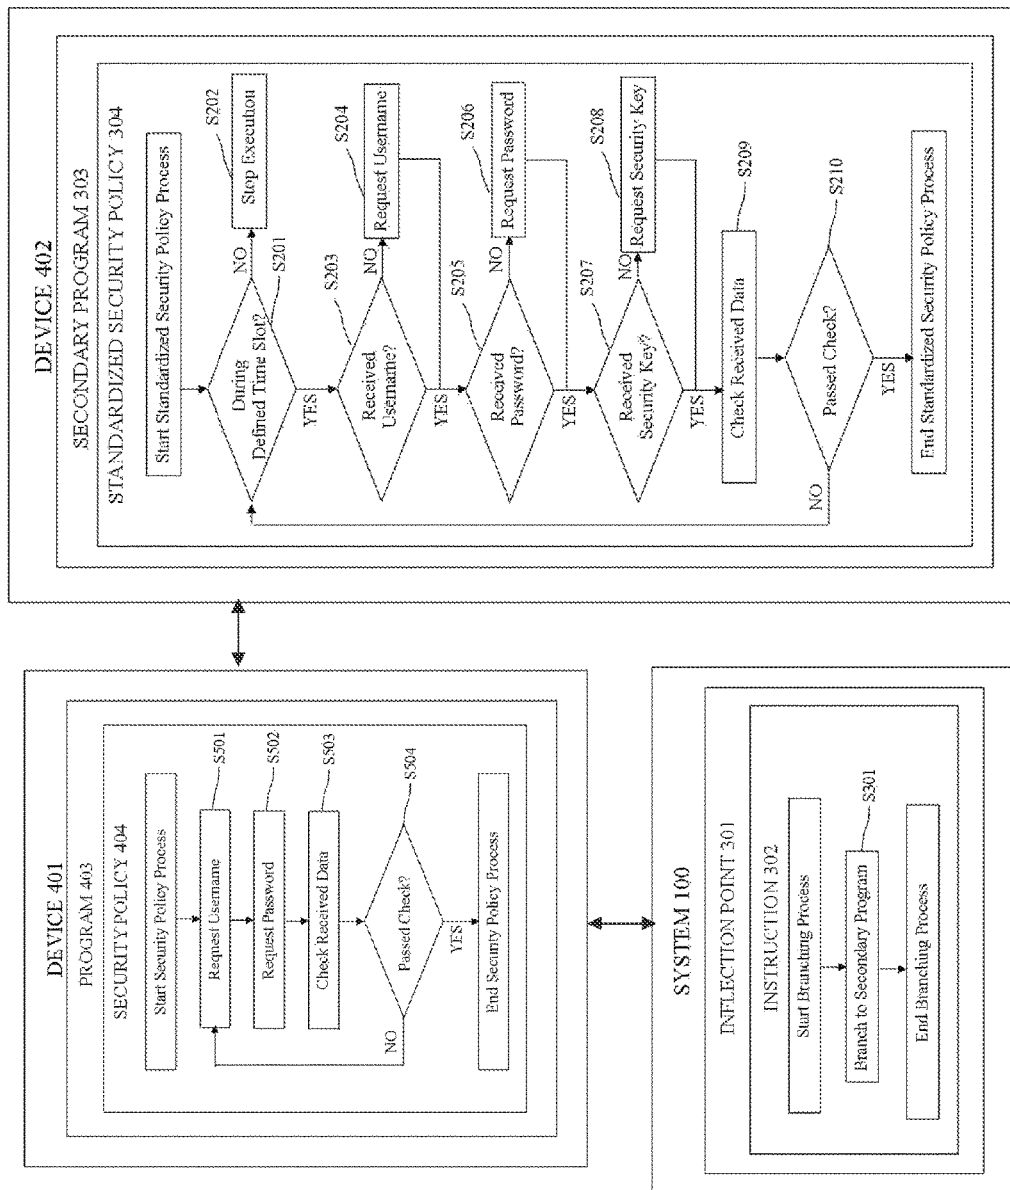 DEVICE 401
PROGRAM 403
SECURITY POLICY 404
Start Security Policy Process
Request Username
S501
Request Password
S502
Check Received Data
S503
Passed Check?
S504
NO
YES
End Security Policy Process
SYSTEM 100
INFLECTION POINT 301
INSTRUCTION 302
Start Branching Process
Branch to Secondary Program
S301
End Branching Process
DEVICE 402
SECONDARY PROGRAM 303
STANDARDIZED SECURITY POLICY 304
Start Standardized Security Policy Process
During
Defined Time Slot?
S201
NO
Stop Execution
S202
YES
Received
Username?
S203
NO
Request Username
S204
YES
Received
Password?
S205
NO
Request Password
S206
YES
Received
Security Key?
S207
NO
Request Security Key
S208
YES
Check Received Data
S209
Passed Check?
S210
NO
YES
End Standardized Security Policy Process